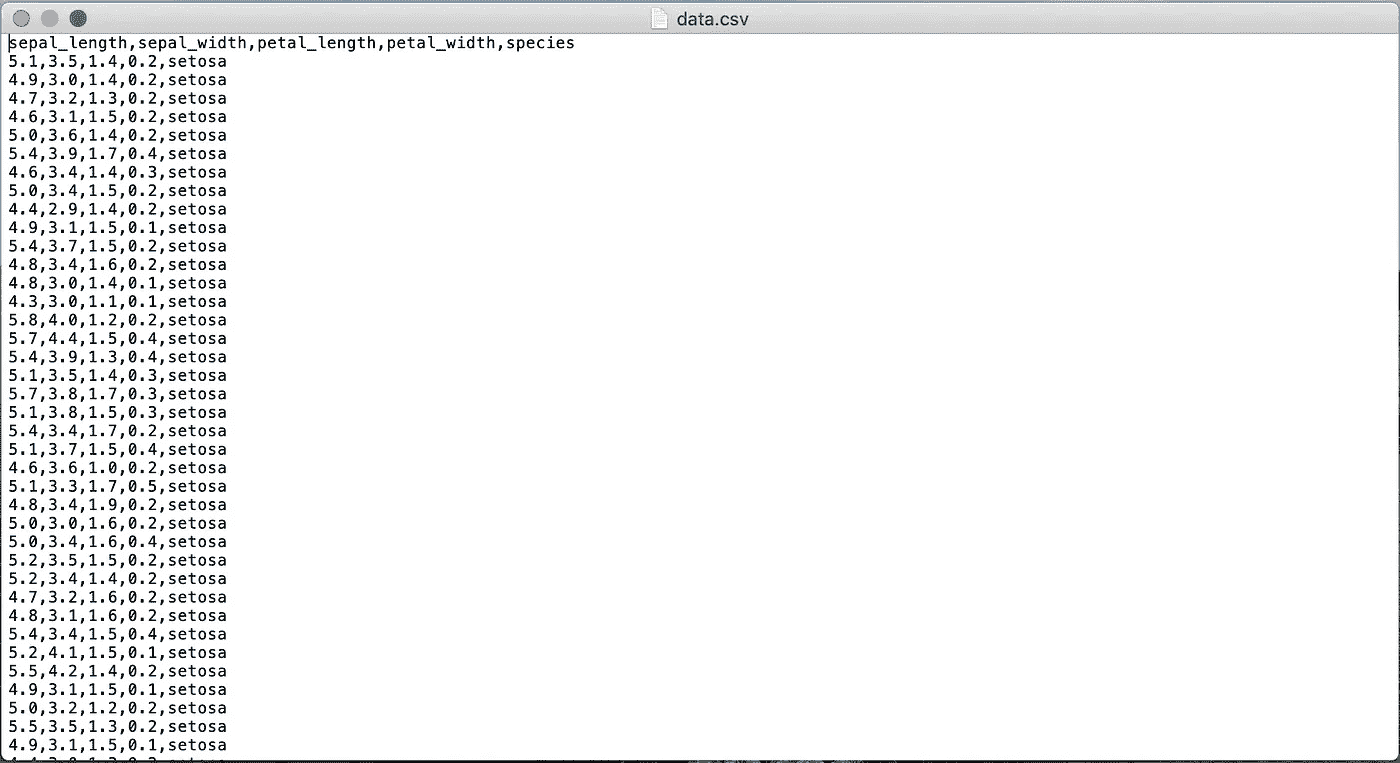 data.csv
sepal_length,sepal_width,petal_length,petal_width,species
5.1,3.5,1.4,0.2,setosa
4.9,3.0,1.4,0.2,setosa
4.7,3.2,1.3,0.2,setosa
4.6,3.1,1.5,0.2,setosa
5.0,3.6,1.4,0.2,setosa
5.4,3.9,1.7,0.4,setosa
4.6,3.4,1.4,0.3,setosa
5.0,3.4,1.5,0.2,setosa
4.4,2.9,1.4,0.2,setosa
4.9,3.1,1.5,0.1,setosa
5.4,3.7,1.5,0.2,setosa
4.8,3.4,1.6,0.2,setosa
4.8,3.0,1.4,0.1,setosa
4.3,3.0,1.1,0.1,setosa
5.8,4.0,1.2,0.2,setosa
5.7,4.4,1.5,0.4,setosa
5.4,3.9,1.3,0.4,setosa
5.1,3.5,1.4,0.3,setosa
5.7,3.8,1.7,0.3,setosa
5.1,3.8,1.5,0.3,setosa
5.4,3.4,1.7,0.2,setosa
5.1,3.7,1.5,0.4,setosa
4.6,3.6,1.0,0.2,setosa
5.1,3.3,1.7,0.5,setosa
4.8,3.4,1.9,0.2,setosa
5.0,3.0,1.6,0.2,setosa
5.0,3.4,1.6,0.4,setosa
5.2,3.5,1.5,0.2,setosa
5.2,3.4,1.4,0.2,setosa
4.7,3.2,1.6,0.2,setosa
4.8,3.1,1.6,0.2,setosa
5.4,3.4,1.5,0.4,setosa
5.2,4.1,1.5,0.1,setosa
5.5,4.2,1.4,0.2,setosa
4.9,3.1,1.5,0.1,setosa
5.0,3.2,1.2,0.2,setosa
5.5,3.5,1.3,0.2,setosa
4.9,3.1,1.5,0.1,setosa